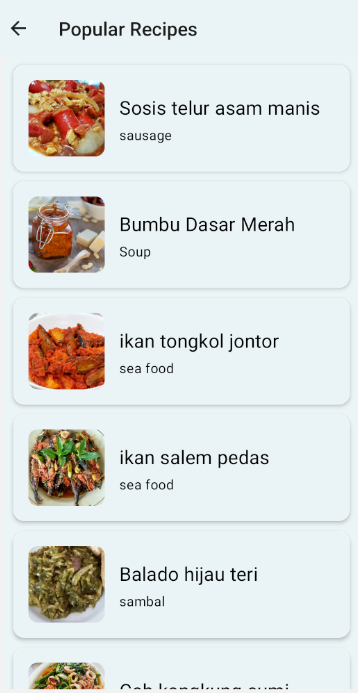 Popular Recipes
Sosis telur asam manis
sausage
Bumbu Dasar Merah
Soup
ikan tongkol jontor
sea food
ikan salem pedas
sea food
Balado hijau teri
sambal